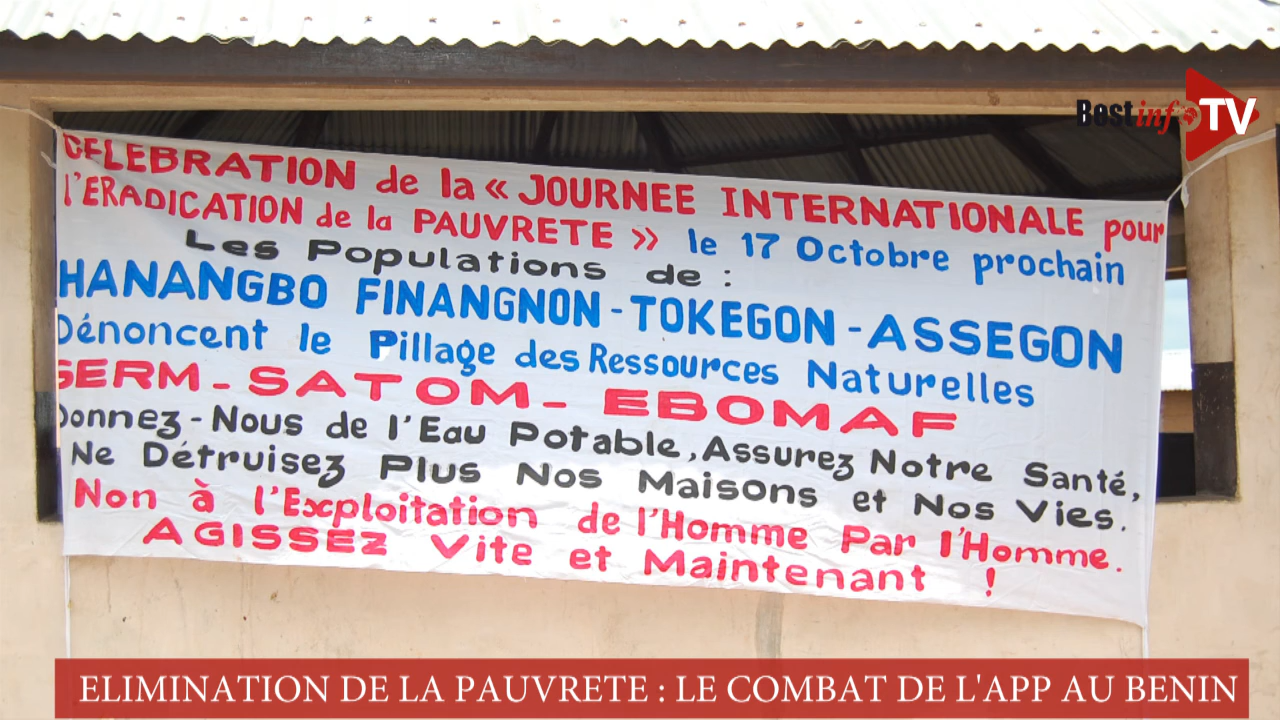 Bestinfo TV
CELEBRATION de la « JOURNEE INTERNATIONALE pour
l'ERADICATION de la PAUVRETE » le 17 Octobre prochain
Les Populations de :
HANANGBO FINANGNON - TOKEGON - ASSEGON
Dénoncent le Pillage des Ressources Naturelles
SERM - SATOM - EBOMAF
Donnez - Nous de l'Eau Potable, Assurez Notre Santé,
Ne Détruisez Plus Nos Maisons et Nos Vies.
Non à l'Exploitation de l'Homme Par l'Homme.
AGISSEZ Vite et Maintenant !
ELIMINATION DE LA PAUVRETE : LE COMBAT DE L'APP AU BENIN